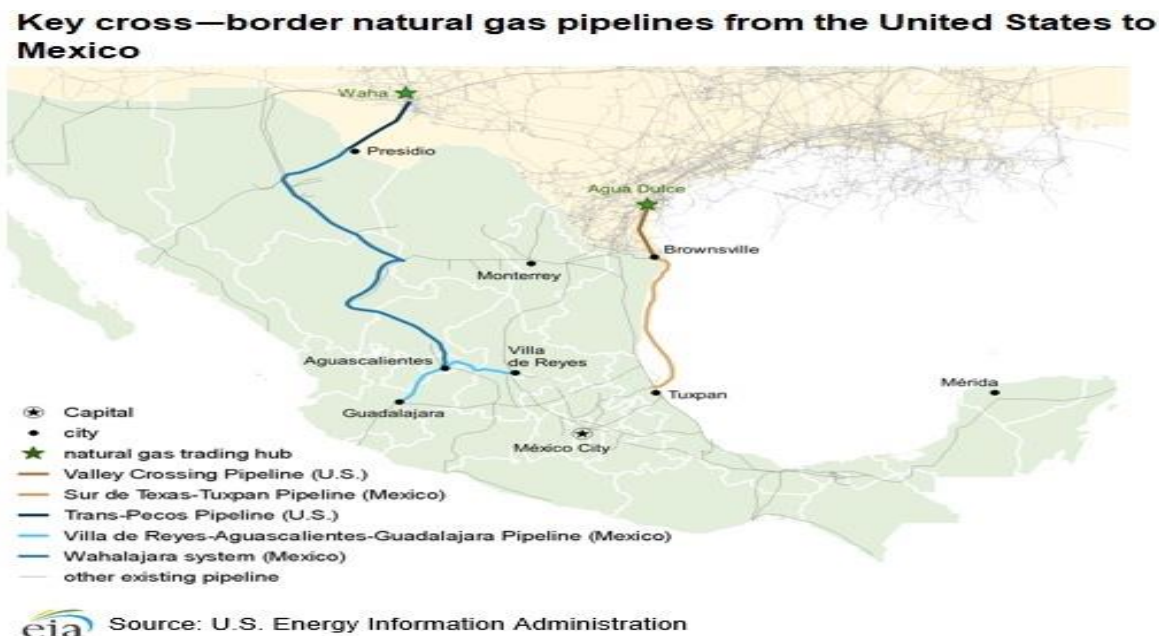 Key cross—border natural gas pipelines from the United States to
Mexico
Waha
Presidio
Agua Dulce
Brownsville
Monterrey
Aguascalientes
Villa
de Reyes
Tuxpan
Mérida
Guadalajara
México City
Capital
city
natural gas trading hub
Valley Crossing Pipeline (U.S.)
Sur de Texas-Tuxpan Pipeline (Mexico)
Trans-Pecos Pipeline (U.S.)
Villa de Reyes-Aguascalientes-Guadalajara Pipeline (Mexico)
Wahalajara system (Mexico)
other existing pipeline
eia
Source: U.S. Energy Information Administration